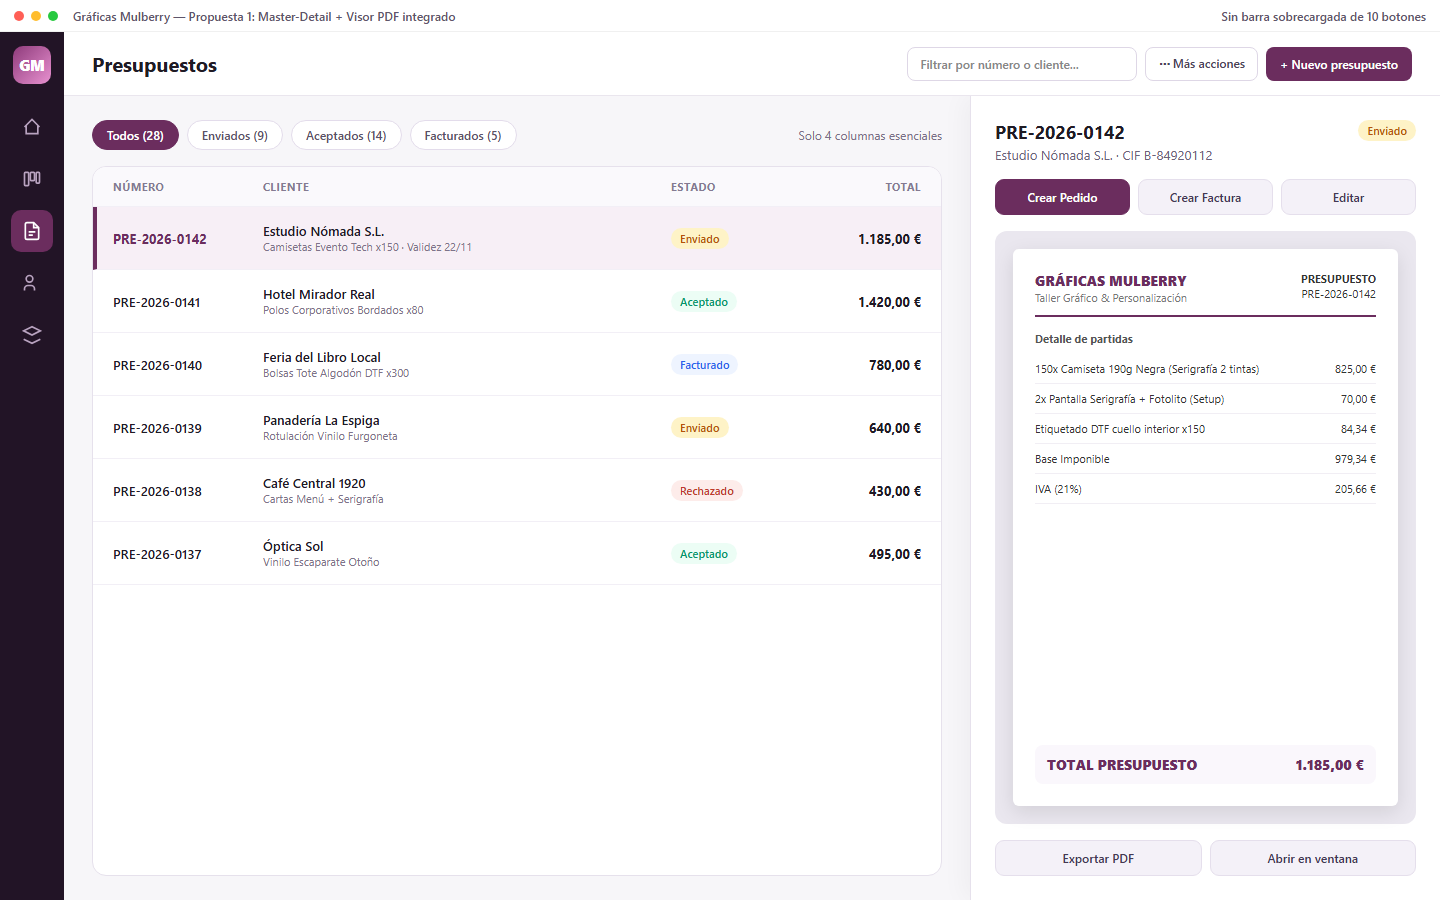 Gráficas Mulberry — Propuesta 1: Master-Detail + Visor PDF integrado
Sin barra sobrecargada de 10 botones
GM
Presupuestos
Filtrar por número o cliente...
··· Más acciones
+ Nuevo presupuesto
Todos (28)
Enviados (9)
Aceptados (14)
Facturados (5)
Solo 4 columnas esenciales
NÚMERO CLIENTE ESTADO TOTAL
PRE-2026-0142 Estudio Nómada S.L. Enviado 1.185,00 €
Camisetas Evento Tech x150 · Validez 22/11
PRE-2026-0141 Hotel Mirador Real Aceptado 1.420,00 €
Polos Corporativos Bordados x80
PRE-2026-0140 Feria del Libro Local Facturado 780,00 €
Bolsas Tote Algodón DTF x300
PRE-2026-0139 Panadería La Espiga Enviado 640,00 €
Rotulación Vinilo Furgoneta
PRE-2026-0138 Café Central 1920 Rechazado 430,00 €
Cartas Menú + Serigrafía
PRE-2026-0137 Óptica Sol Aceptado 495,00 €
Vinilo Escaparate Otoño
PRE-2026-0142
Enviado
Estudio Nómada S.L. · CIF B-84920112
Crear Pedido
Crear Factura
Editar
GRÁFICAS MULBERRY
Taller Gráfico & Personalización
PRESUPUESTO
PRE-2026-0142
Detalle de partidas
150x Camiseta 190g Negra (Serigrafía 2 tintas) 825,00 €
2x Pantalla Serigrafía + Fotolito (Setup) 70,00 €
Etiquetado DTF cuello interior x150 84,34 €
Base Imponible 979,34 €
IVA (21%) 205,66 €
TOTAL PRESUPUESTO 1.185,00 €
Exportar PDF
Abrir en ventana